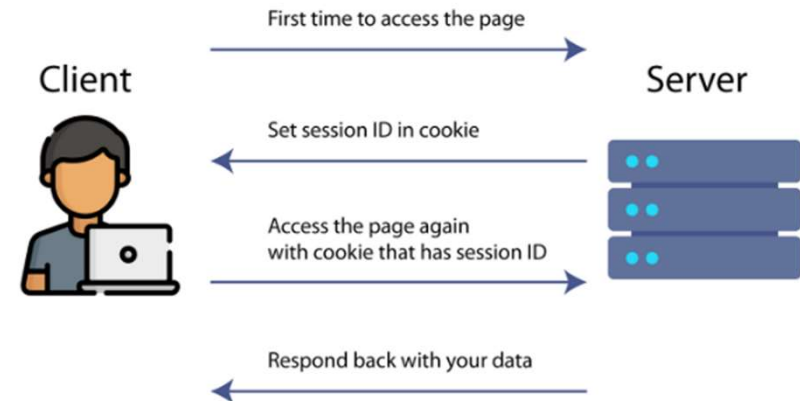 First time to access the page
Client
Server
Set session ID in cookie
Access the page again
with cookie that has session ID
Respond back with your data